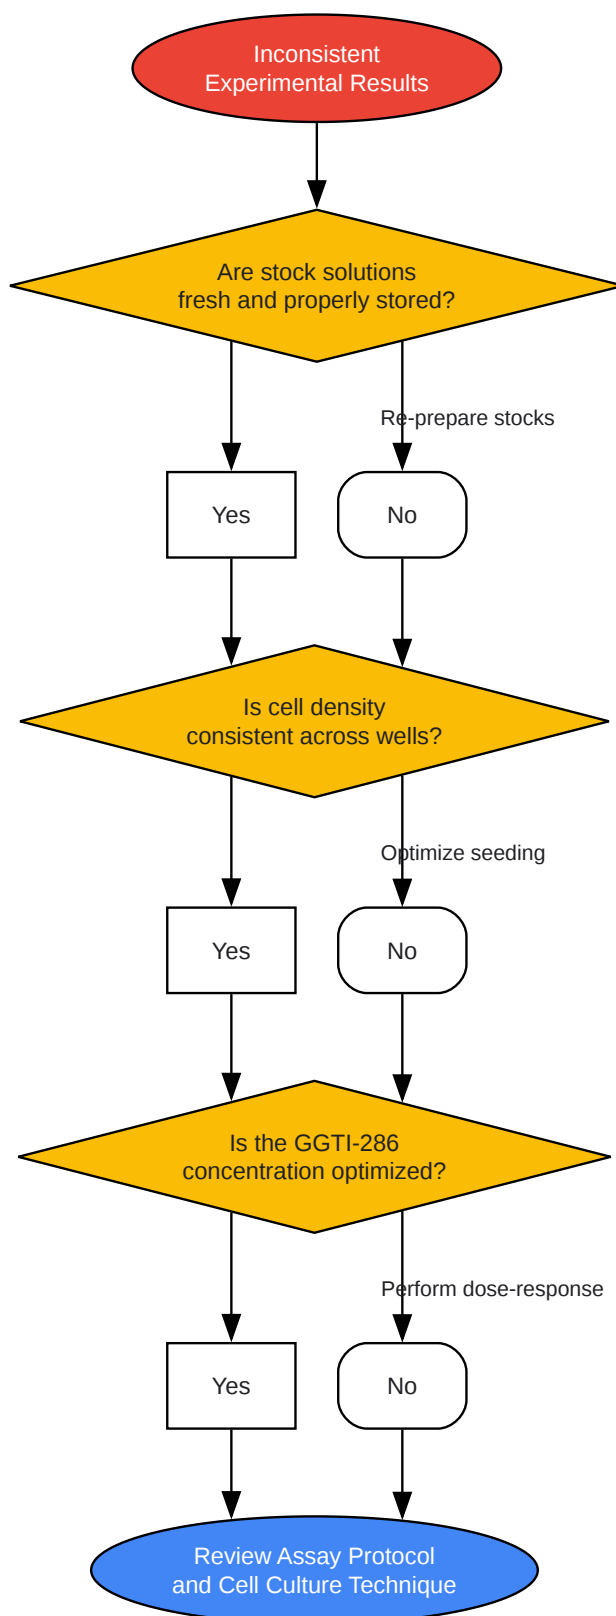 Inconsistent
Experimental Results
Are stock solutions
fresh and properly stored?
Re-prepare stocks
Yes
No
Is cell density
consistent across wells?
Optimize seeding
Yes
No
Is the GGTI-286
concentration optimized?
Perform dose-response
Yes
No
Review Assay Protocol
and Cell Culture Technique